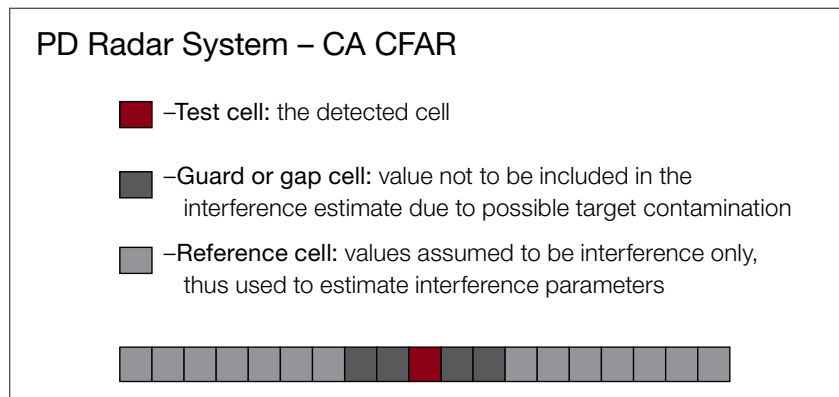 PD Radar System – CA CFAR
–Test cell: the detected cell
–Guard or gap cell: value not to be included in the
interference estimate due to possible target contamination
–Reference cell: values assumed to be interference only,
thus used to estimate interference parameters